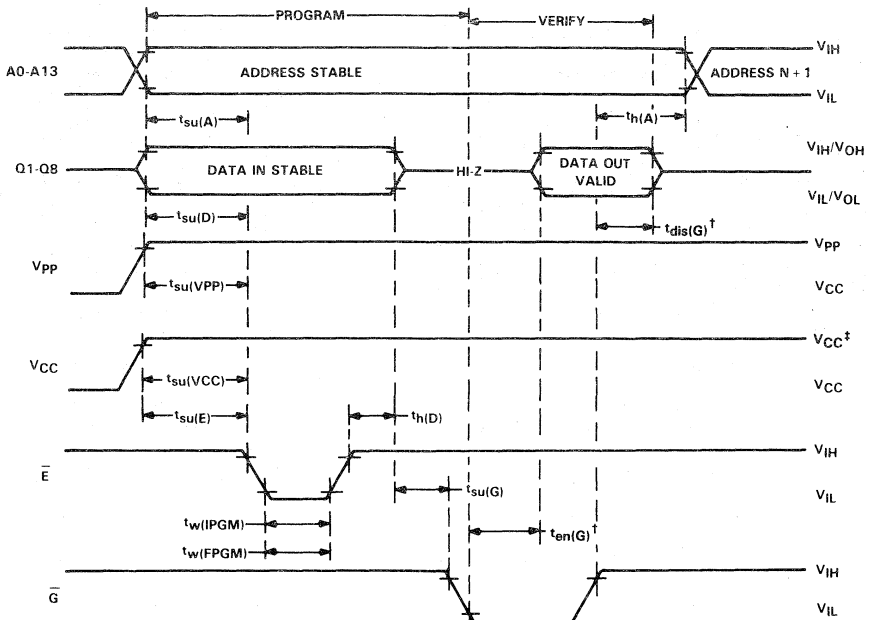 PROGRAM
VERIFY
A0-A13
ADDRESS STABLE
ADDRESS N + 1
VIH
VIL
tsu(A)
th(A)
Q1-Q8
DATA IN STABLE
HI-Z
DATA OUT
VALID
VIH/VOH
VIL/VOL
tsu(D)
tdis(G)†
VPP
VPP
tsu(VPP)
VCC
VCC‡
VCC
tsu(VCC)
VCC
tsu(E)
th(D)
E̅
VIH
VIL
tsu(G)
tw(IPGM)
ten(G)†
tw(FPGM)
G̅
VIH
VIL